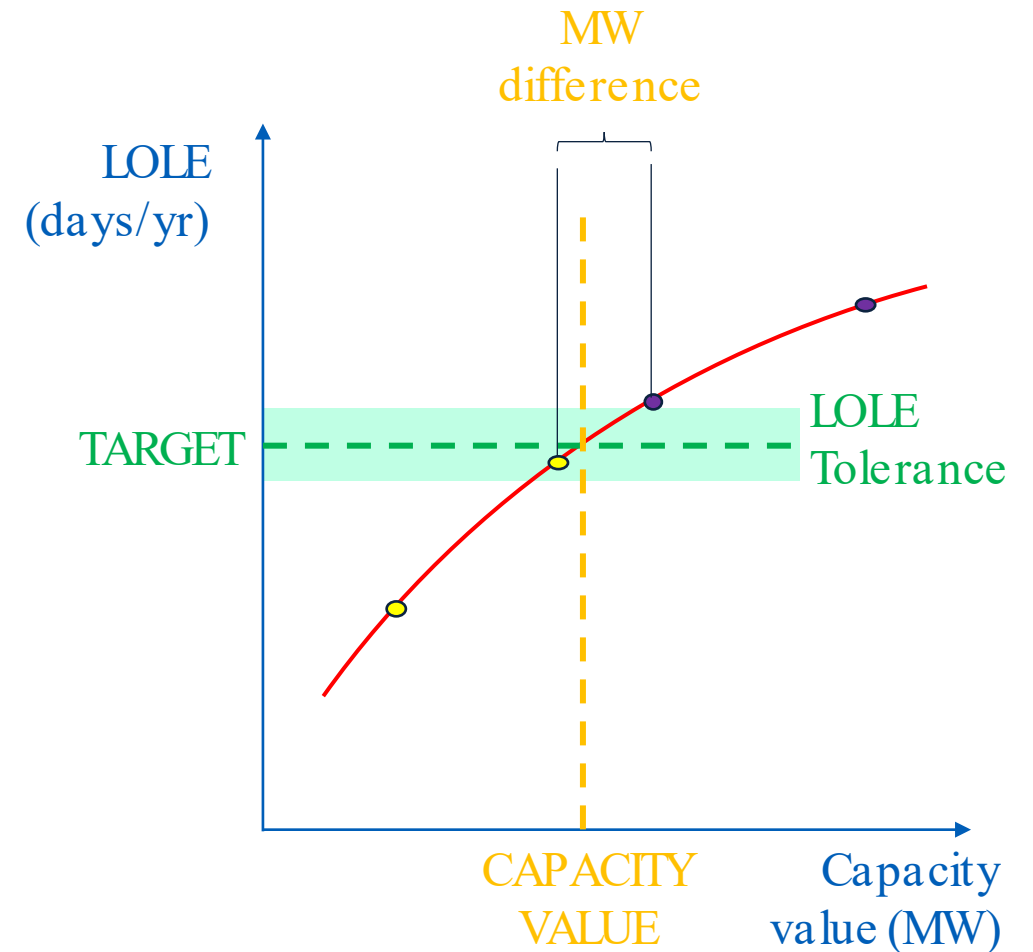 MW
difference
LOLE
(days/yr)
TARGET
LOLE
Tolerance
CAPACITY
VALUE
Capacity
value (MW)